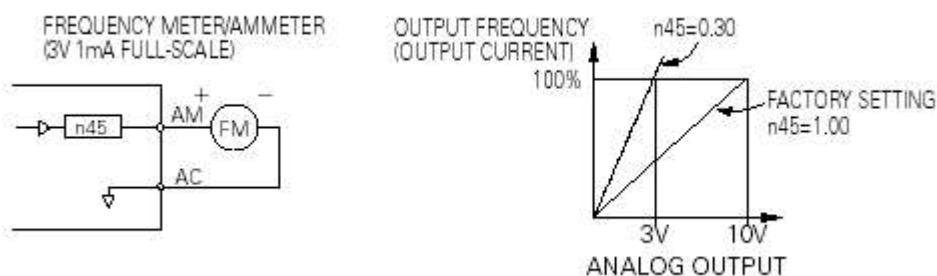 FREQUENCY METER/AMMETER
(3V 1mA FULL-SCALE)
n45
AM
+
−
FM
AC
OUTPUT FREQUENCY
(OUTPUT CURRENT)
n45=0.30
100%
FACTORY SETTING
n45=1.00
3V
10V
ANALOG OUTPUT